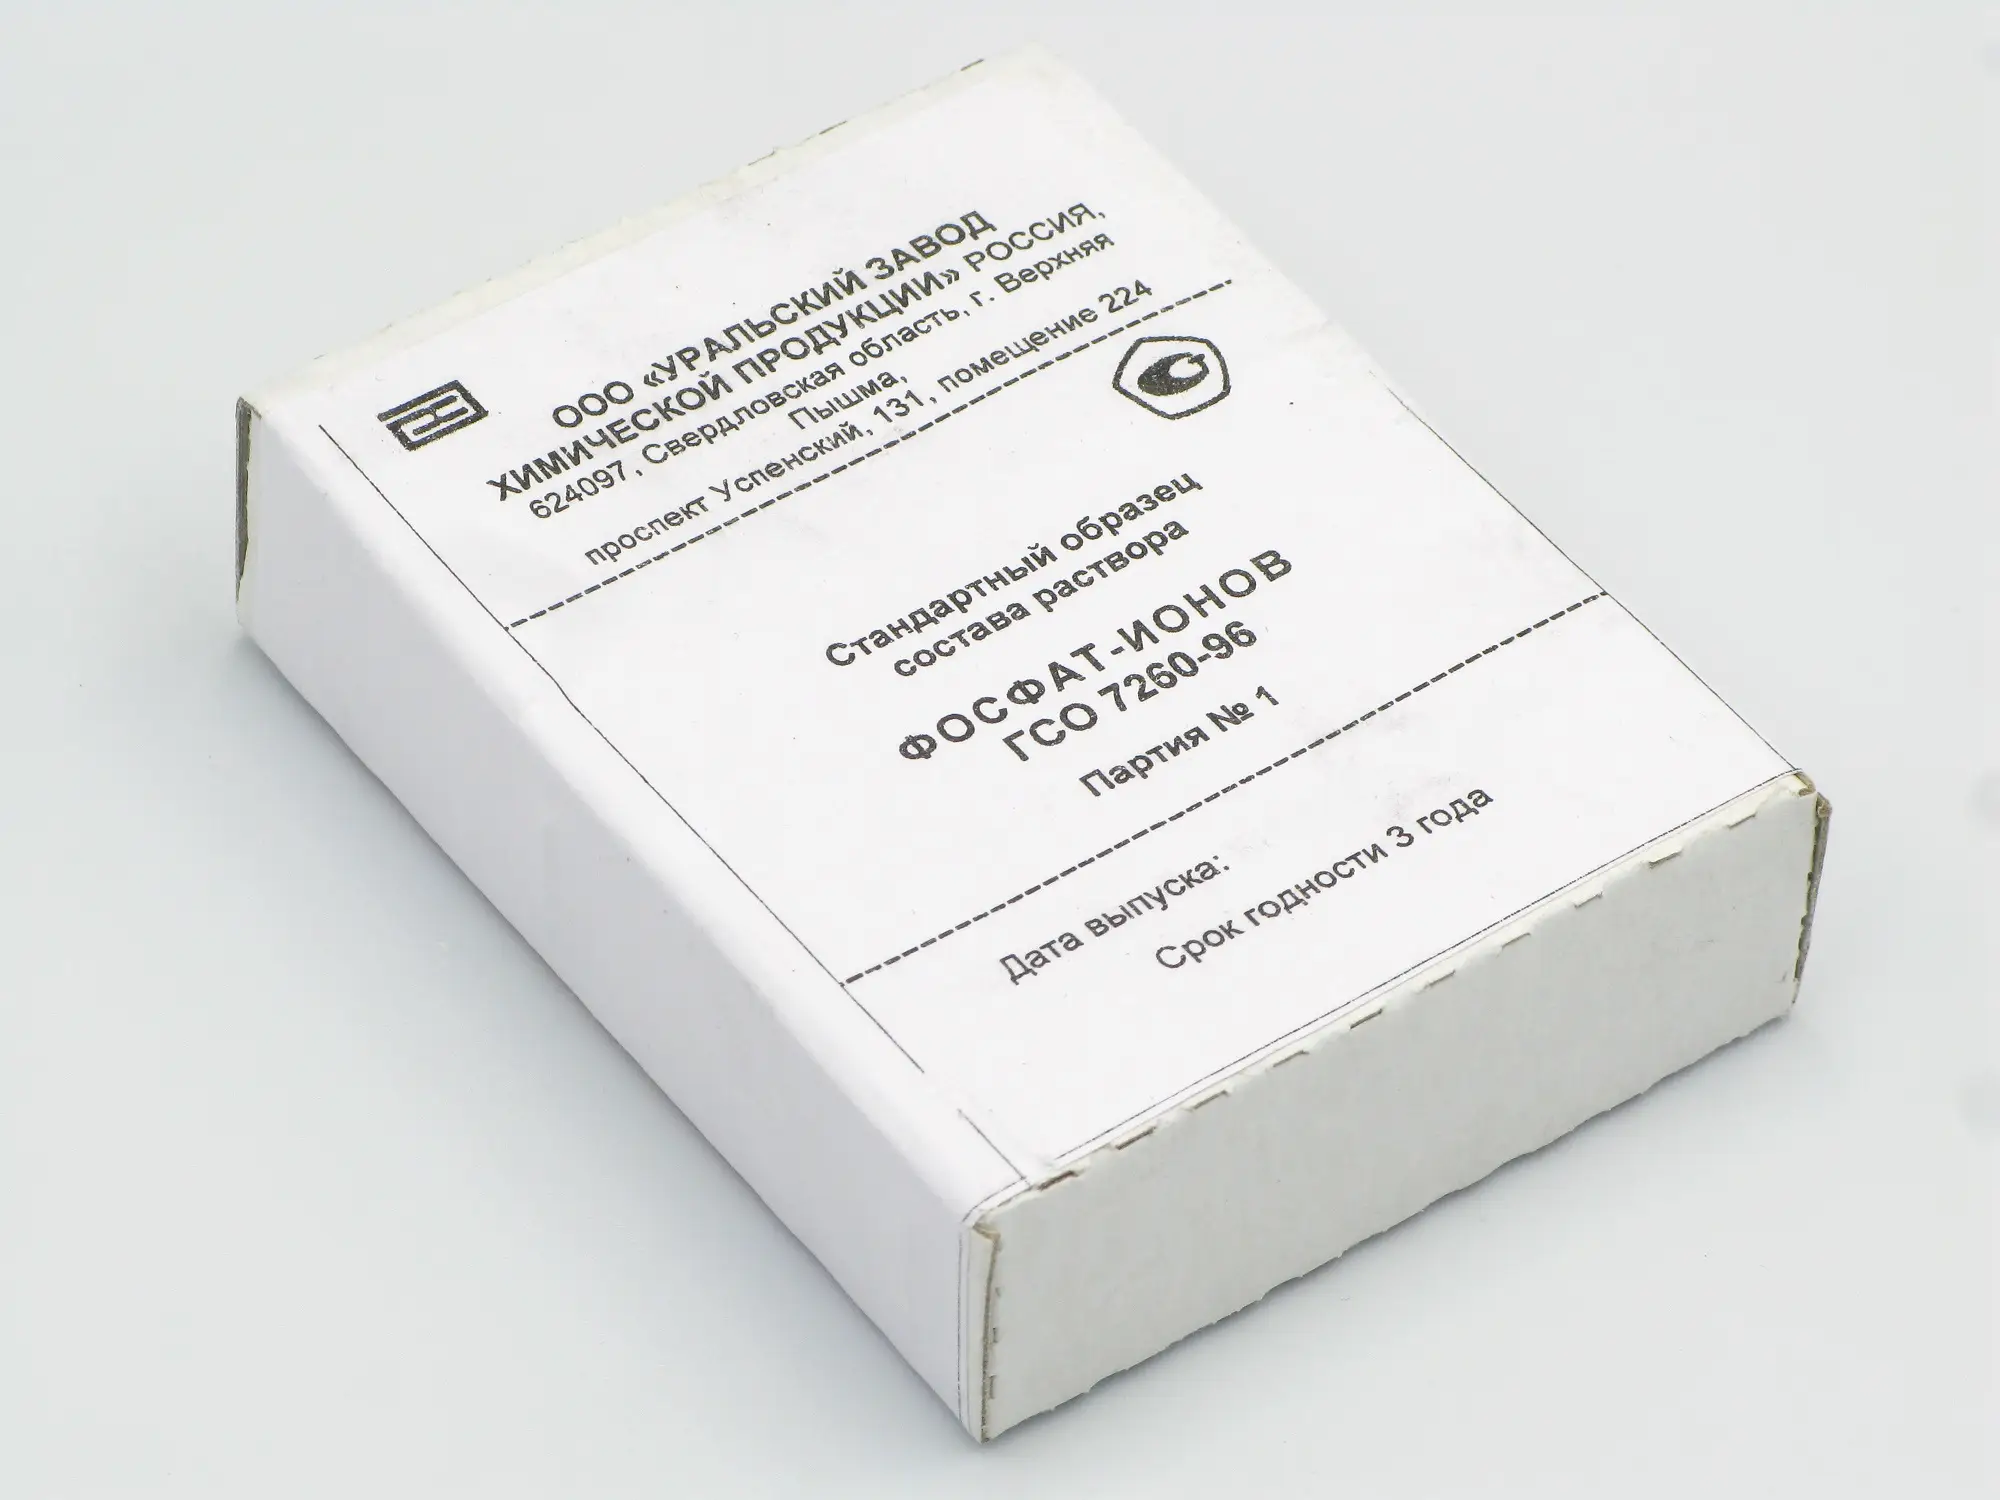 ООО «УРАЛЬСКИЙ ЗАВОД
ХИМИЧЕСКОЙ ПРОДУКЦИИ» РОССИЯ,
624097, Свердловская область, г. Верхняя
Пышма,
проспект Успенский, 131, помещение 224
Стандартный образец
состава раствора
ФОСФАТ-ИОНОВ
ГСО 7260-96
Партия № 1
Дата выпуска:
Срок годности 3 года